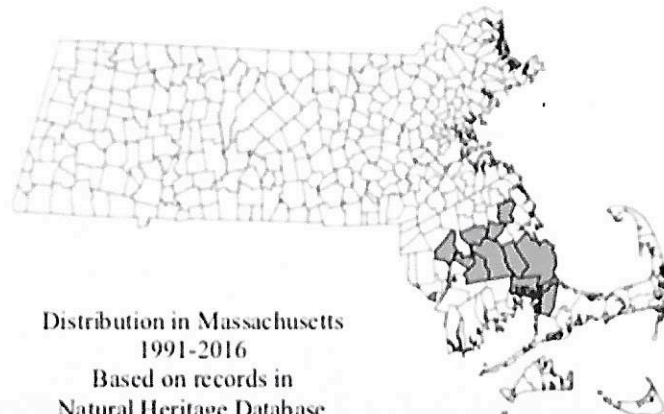 Distribution in Massachusetts
1991-2016
Based on records in
Natural Heritage Database